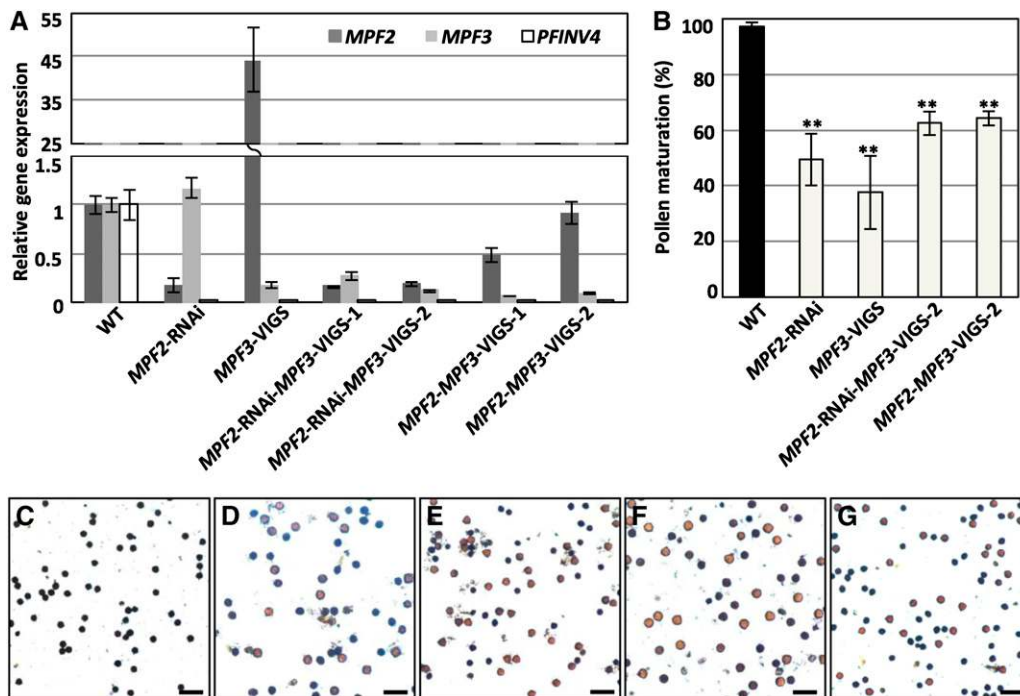 A
55
45
35
25
1.5
1
0.5
0
Relative gene expression
MPF2 MPF3 PFINV4
WT
MPF2-RNAi
MPF3-VIGS
MPF2-RNAi-MPF3-VIGS-1
MPF2-RNAi-MPF3-VIGS-2
MPF2-MPF3-VIGS-1
MPF2-MPF3-VIGS-2
B
100
80
60
40
20
0
Pollen maturation (%)
** ** ** **
WT
MPF2-RNAi
MPF3-VIGS
MPF2-RNAi-MPF3-VIGS-2
MPF2-MPF3-VIGS-2
C D E F G